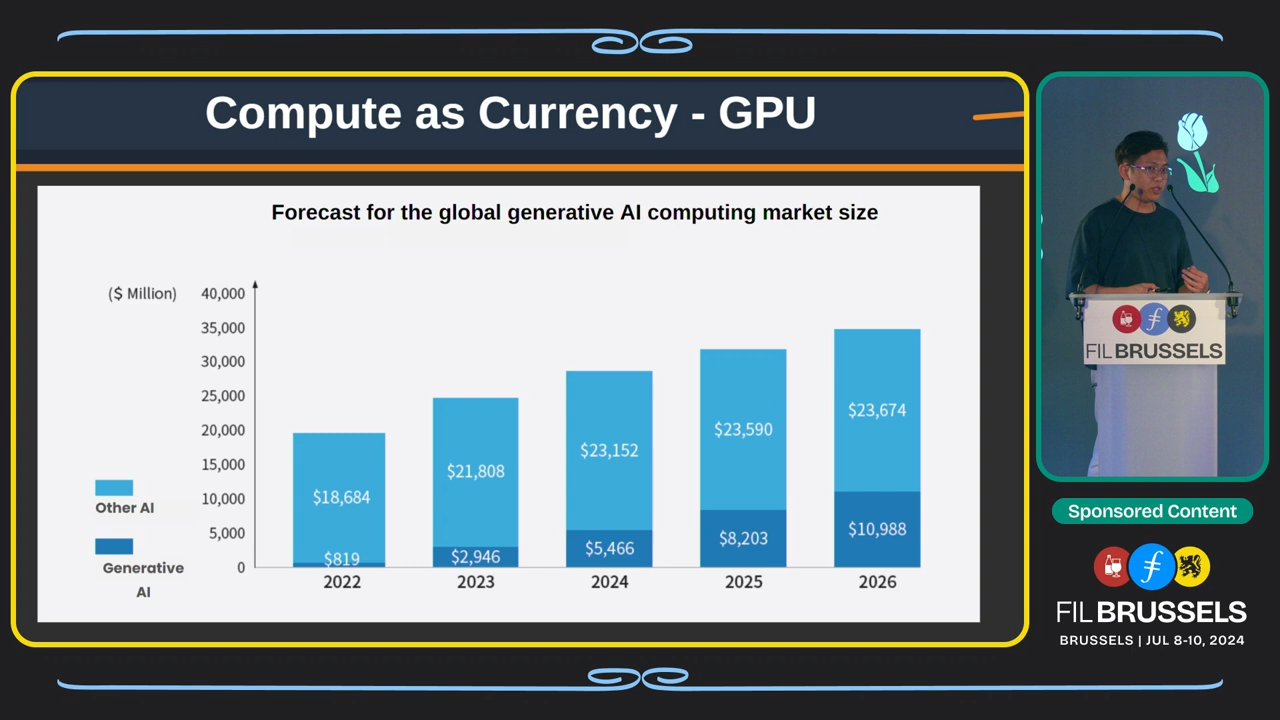 Compute as Currency - GPU
Forecast for the global generative AI computing market size
($ Million)
40,000
35,000
30,000
25,000
20,000
15,000
10,000
5,000
0
Other AI
Generative
AI
$18,684
$819
$21,808
$2,946
$23,152
$5,466
$23,590
$8,203
$23,674
$10,988
2022
2023
2024
2025
2026
FIL BRUSSELS
Sponsored Content
FIL BRUSSELS
BRUSSELS | JUL 8-10, 2024